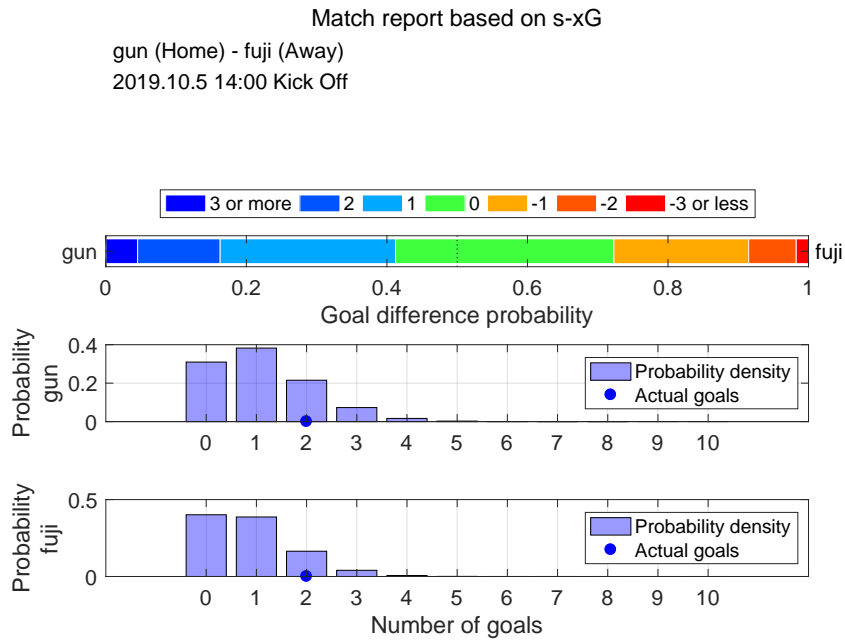 Match report based on s-xG
gun (Home) - fuji (Away)
2019.10.5 14:00 Kick Off
3 or more 2 1 0 -1 -2 -3 or less
gun fuji
0 0.2 0.4 0.6 0.8 1
Goal difference probability
Probability
gun
0.4
0.2
0
Probability density
Actual goals
0 1 2 3 4 5 6 7 8 9 10
Probability
fuji
0.5
0
Probability density
Actual goals
0 1 2 3 4 5 6 7 8 9 10
Number of goals